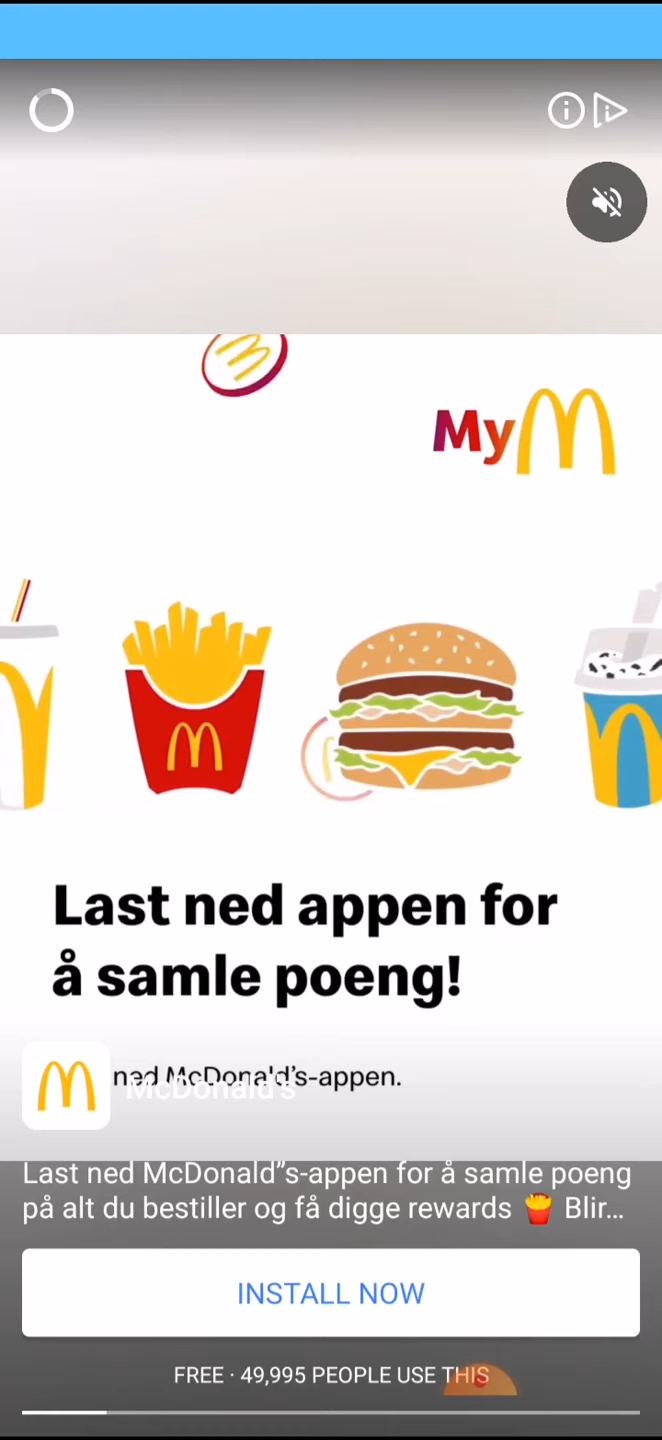 My
Last ned appen for
å samle poeng!
ned McDonald's-appen.
McDonald's
Last ned McDonald”s-appen for å samle poeng
på alt du bestiller og få digge rewards 🍟 Blir...
INSTALL NOW
FREE · 49,995 PEOPLE USE THIS